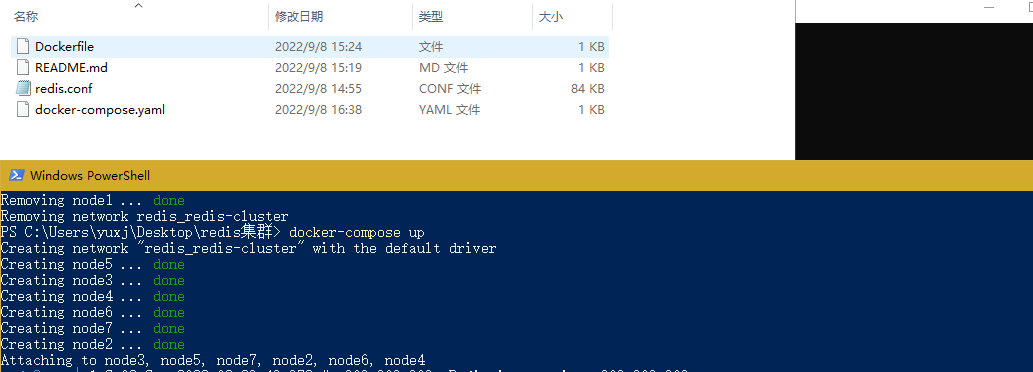 名称 修改日期 类型 大小
Dockerfile 2022/9/8 15:24 文件 1 KB
README.md 2022/9/8 15:19 MD 文件 1 KB
redis.conf 2022/9/8 14:55 CONF 文件 84 KB
docker-compose.yaml 2022/9/8 16:38 YAML 文件 1 KB
Windows PowerShell
Removing node1 ... done
Removing network redis_redis-cluster
PS C:\Users\yuxj\Desktop\redis集群> docker-compose up
Creating network "redis_redis-cluster" with the default driver
Creating node5 ... done
Creating node3 ... done
Creating node4 ... done
Creating node6 ... done
Creating node7 ... done
Creating node2 ... done
Attaching to node3, node5, node7, node2, node6, node4